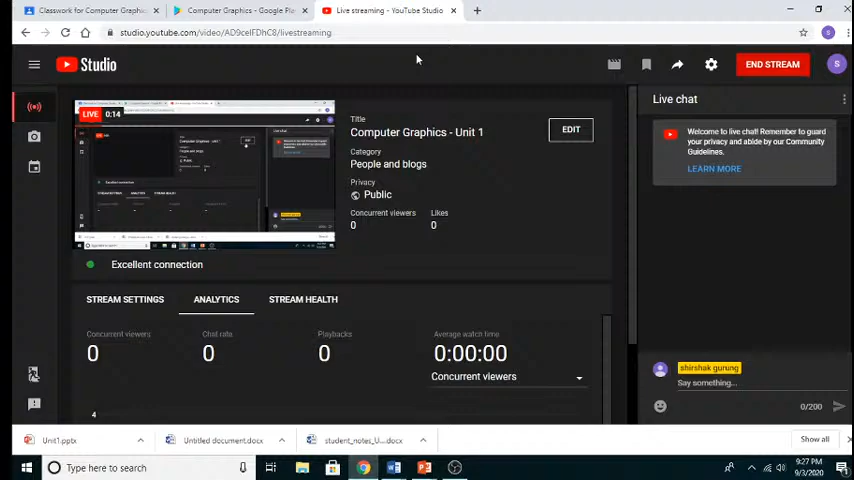 Classwork for Computer Graphics
Computer Graphics - Google Pla
Live streaming - YouTube Studio
studio.youtube.com/video/AD9ceIFDhC8/livestreaming
S
Studio
END STREAM
S
LIVE 0:14
Title
Computer Graphics - Unit 1
EDIT
Category
People and blogs
Privacy
Public
Concurrent viewers
Likes
0
0
Excellent connection
STREAM SETTINGS
ANALYTICS
STREAM HEALTH
Concurrent viewers
Chat rate
Playbacks
Average watch time
0
0
0
0:00:00
Concurrent viewers
4
Live chat
Welcome to live chat! Remember to guard
your privacy and abide by our Community
Guidelines.
LEARN MORE
shirshak gurung
Say something...
0/200
Unit1.pptx
Untitled document.docx
student_notes_U....docx
Show all
Type here to search
9:27 PM
9/3/2020